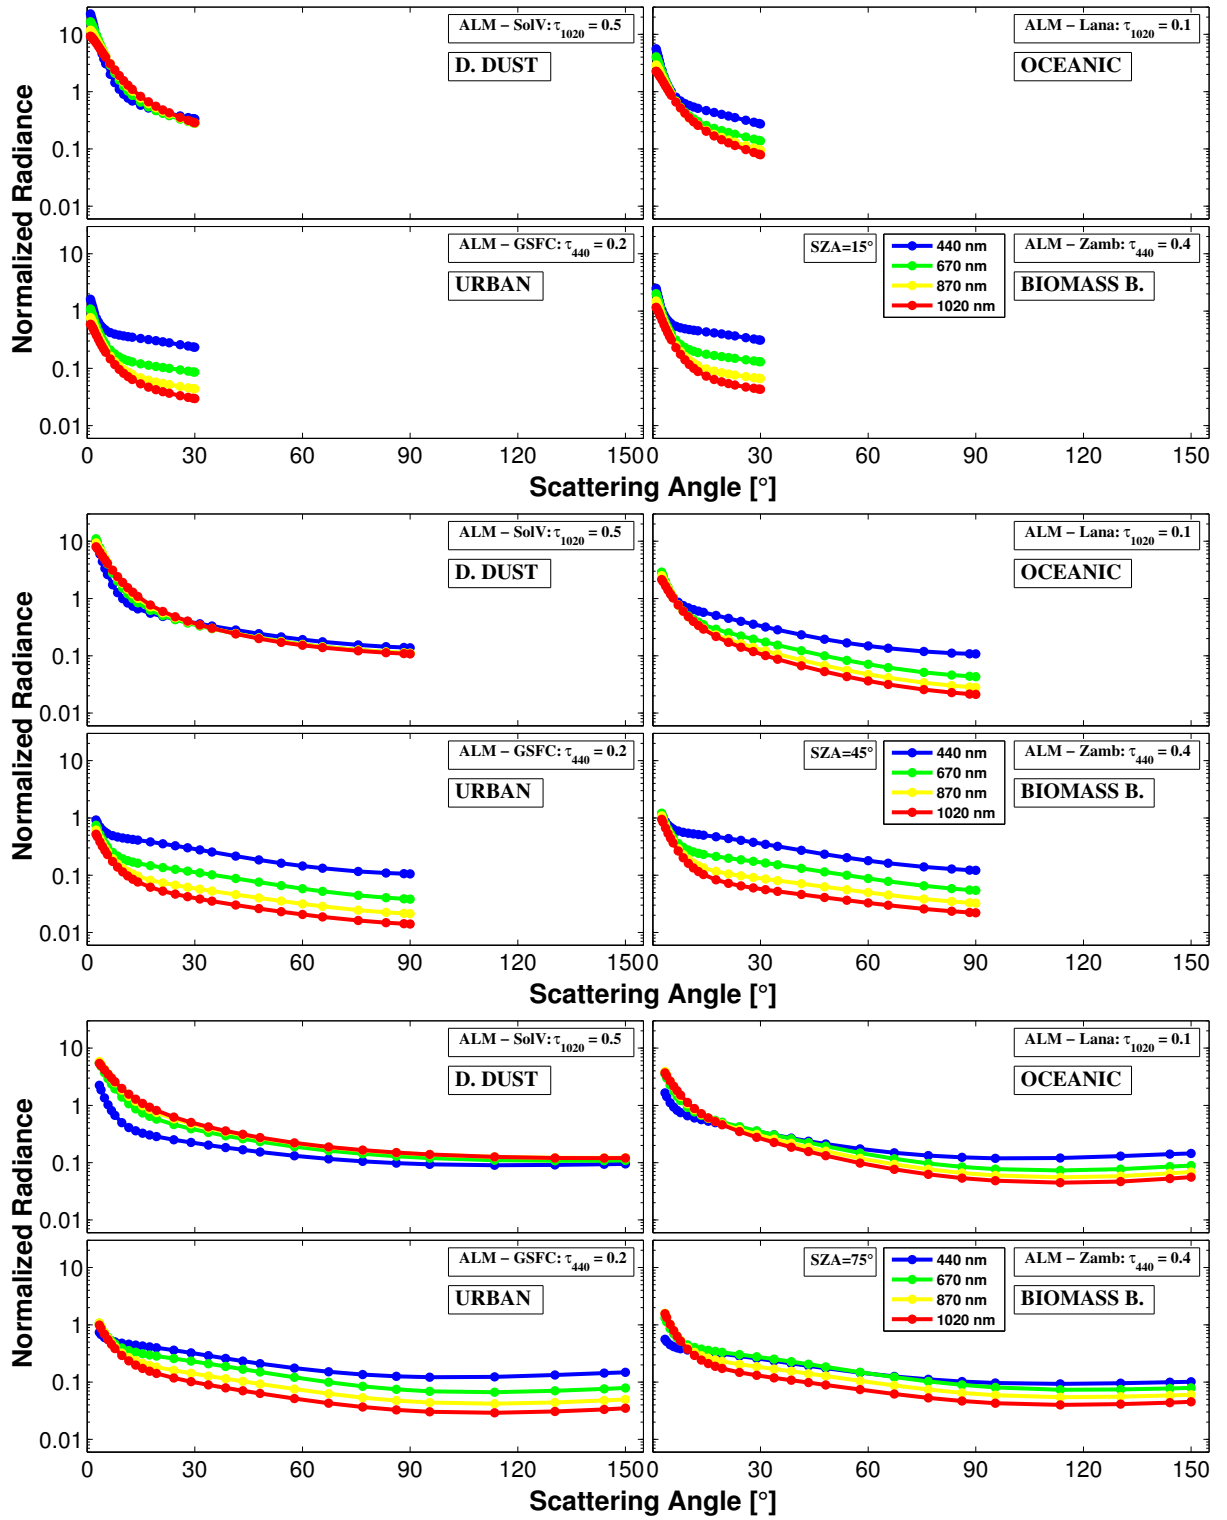 ALM − SolV: τ1020 = 0.5
D. DUST
ALM − Lana: τ1020 = 0.1
OCEANIC
10
1
0.1
0.01
Normalized Radiance
ALM − GSFC: τ440 = 0.2
URBAN
SZA=15°
440 nm
670 nm
870 nm
1020 nm
ALM − Zamb: τ440 = 0.4
BIOMASS B.
10
1
0.1
0.01
0 30 60 90 120 150 0 30 60 90 120 150
Scattering Angle [°]
ALM − SolV: τ1020 = 0.5
D. DUST
ALM − Lana: τ1020 = 0.1
OCEANIC
10
1
0.1
0.01
Normalized Radiance
ALM − GSFC: τ440 = 0.2
URBAN
SZA=45°
440 nm
670 nm
870 nm
1020 nm
ALM − Zamb: τ440 = 0.4
BIOMASS B.
10
1
0.1
0.01
0 30 60 90 120 150 0 30 60 90 120 150
Scattering Angle [°]
ALM − SolV: τ1020 = 0.5
D. DUST
ALM − Lana: τ1020 = 0.1
OCEANIC
10
1
0.1
0.01
Normalized Radiance
ALM − GSFC: τ440 = 0.2
URBAN
SZA=75°
440 nm
670 nm
870 nm
1020 nm
ALM − Zamb: τ440 = 0.4
BIOMASS B.
10
1
0.1
0.01
0 30 60 90 120 150 0 30 60 90 120 150
Scattering Angle [°]